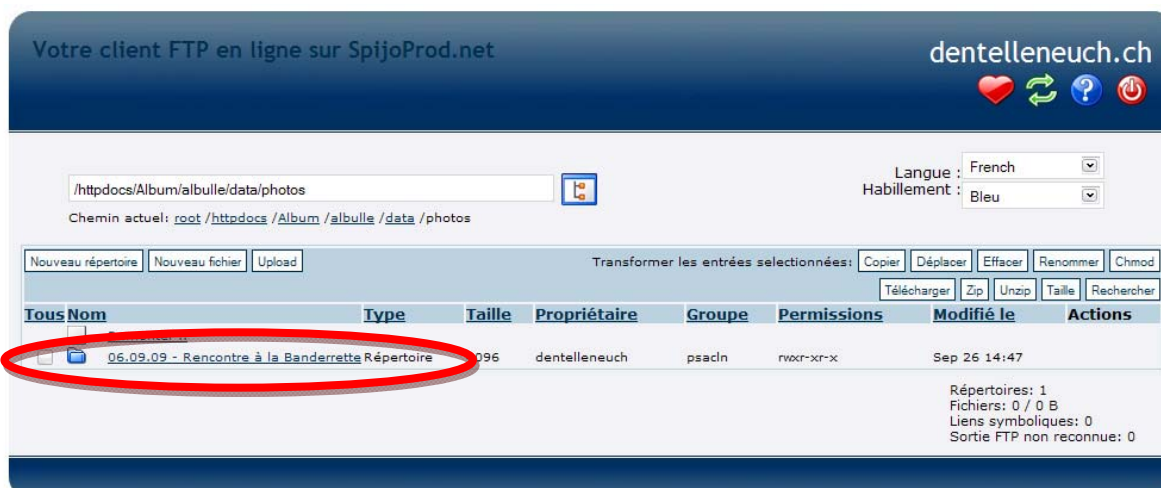 Votre client FTP en ligne sur SpijoProd.net
dentelleneuch.ch
Langue : French
/httpdocs/Album/albulle/data/photos
Habillement : Bleu
Chemin actuel: root /httpdocs /Album /albulle /data /photos
Nouveau répertoire Nouveau fichier Upload Transformer les entrées selectionnées: Copier Déplacer Effacer Renommer Chmod
Télécharger Zip Unzip Taille Rechercher
Tous Nom Type Taille Propriétaire Groupe Permissions Modifié le Actions
06.09.09 - Rencontre à la Banderrette Répertoire 096 dentelleneuch psacln rwxr-xr-x Sep 26 14:47
Répertoires: 1
Fichiers: 0 / 0 B
Liens symboliques: 0
Sortie FTP non reconnue: 0